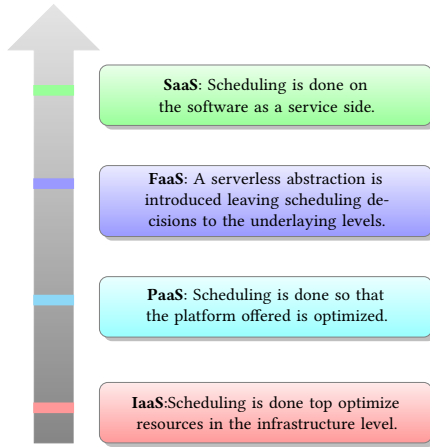 SaaS: Scheduling is done on
the software as a service side.
FaaS: A serverless abstraction is
introduced leaving scheduling de-
cisions to the underlaying levels.
PaaS: Scheduling is done so that
the platform offered is optimized.
IaaS:Scheduling is done top optimize
resources in the infrastructure level.